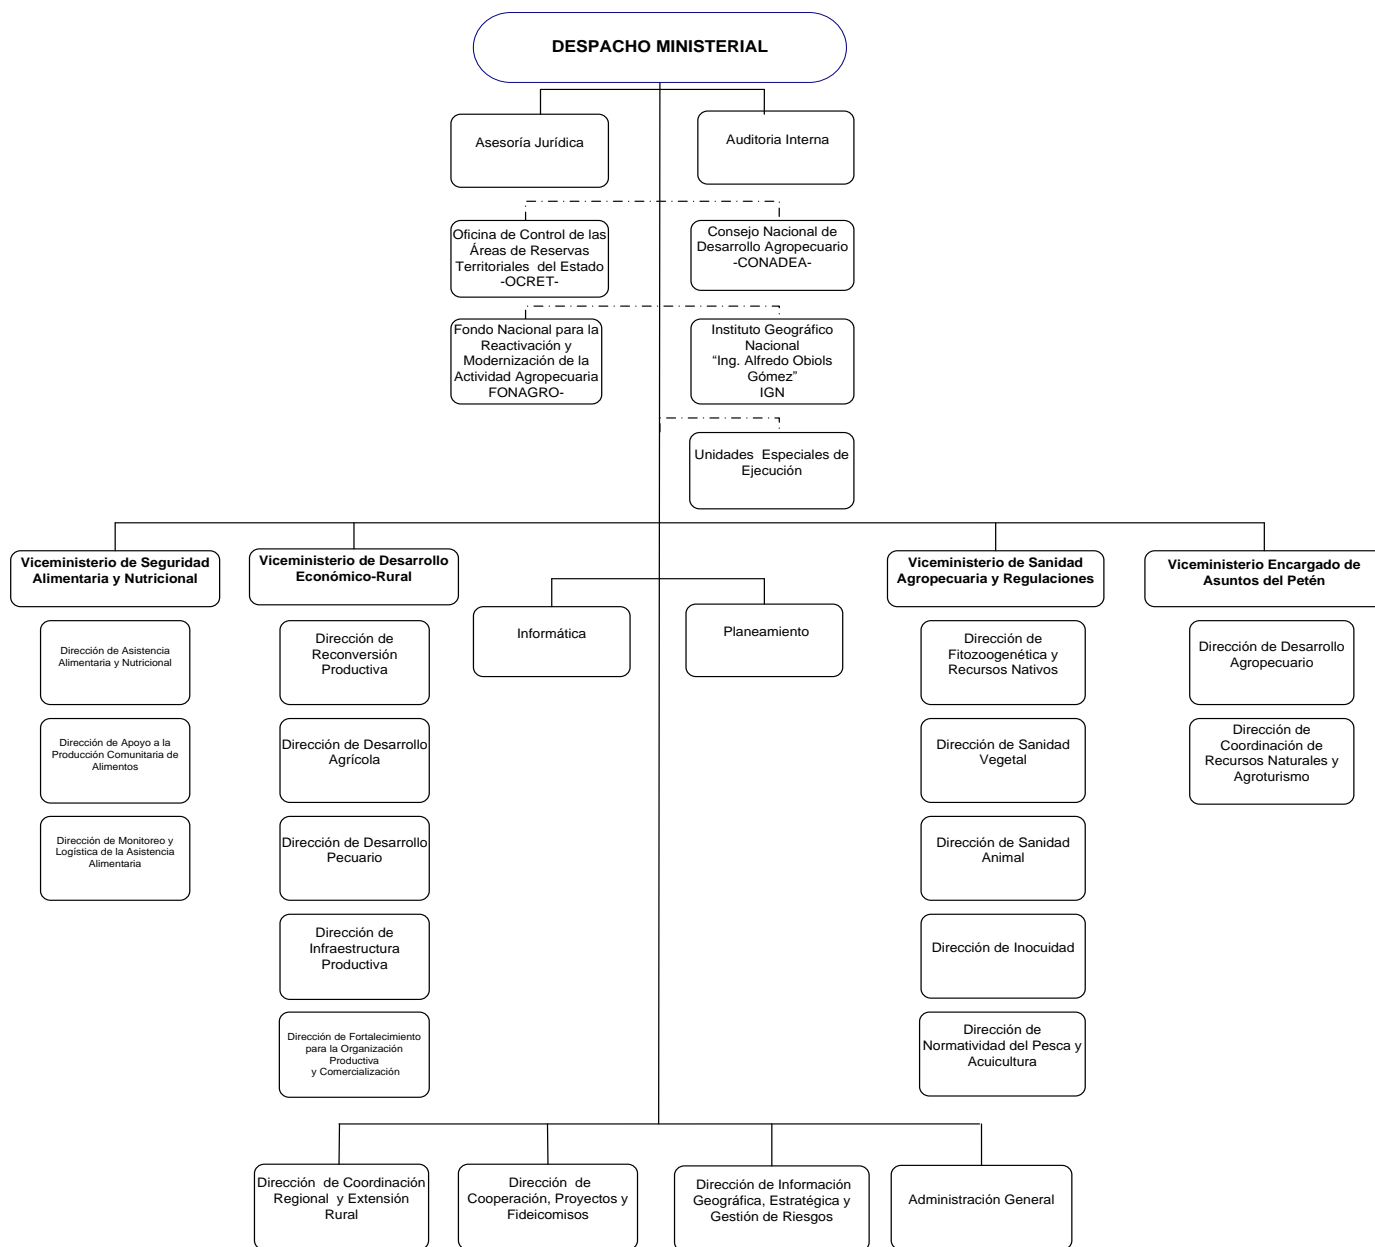 DESPACHO MINISTERIAL
Asesoría Jurídica
Auditoria Interna
Oficina de Control de las
Áreas de Reservas
Territoriales del Estado
-OCRET-
Consejo Nacional de
Desarrollo Agropecuario
-CONADEA-
Fondo Nacional para la
Reactivación y
Modernización de la
Actividad Agropecuaria
FONAGRO-
Instituto Geográfico
Nacional
“Ing. Alfredo Obiols
Gómez”
IGN
Unidades Especiales de
Ejecución
Viceministerio de Seguridad
Alimentaria y Nutricional
Viceministerio de Desarrollo
Económico-Rural
Viceministerio de Sanidad
Agropecuaria y Regulaciones
Viceministerio Encargado de
Asuntos del Petén
Dirección de Asistencia
Alimentaria y Nutricional
Dirección de Apoyo a la
Producción Comunitaria de
Alimentos
Dirección de Monitoreo y
Logística de la Asistencia
Alimentaria
Dirección de
Reconversión
Productiva
Dirección de Desarrollo
Agrícola
Dirección de Desarrollo
Pecuario
Dirección de
Infraestructura
Productiva
Dirección de Fortalecimiento
para la Organización
Productiva
y Comercialización
Informática
Planeamiento
Dirección de
Fitozoogenética y
Recursos Nativos
Dirección de Sanidad
Vegetal
Dirección de Sanidad
Animal
Dirección de Inocuidad
Dirección de
Normatividad del Pesca y
Acuicultura
Dirección de Desarrollo
Agropecuario
Dirección de
Coordinación de
Recursos Naturales y
Agroturismo
Dirección de Coordinación
Regional y Extensión
Rural
Dirección de
Cooperación, Proyectos y
Fideicomisos
Dirección de Información
Geográfica, Estratégica y
Gestión de Riesgos
Administración General